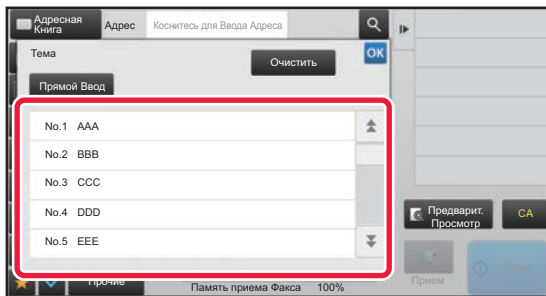 Адресная
Книга
Адрес
Коснитесь для Ввода Адреса
Тема
Очистить
OK
Прямой Ввод
No.1 AAA
No.2 BBB
No.3 CCC
No.4 DDD
No.5 EEE
Предварит.
Просмотр
CA
Прочие
Память приема Факса 100%
Прием
Старт